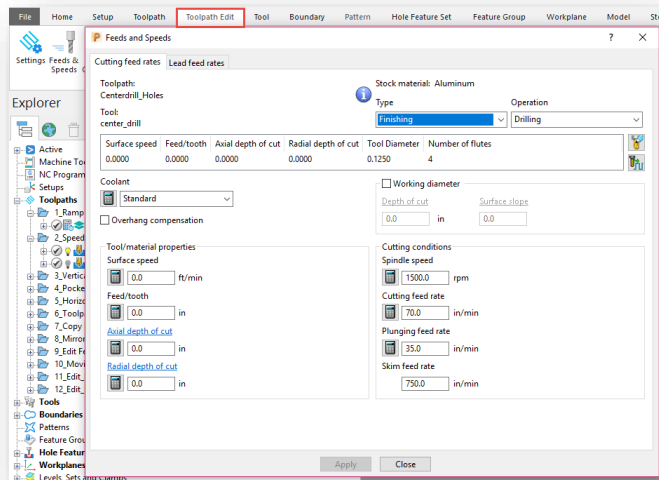 File Home Setup Toolpath Toolpath Edit Tool Boundary Pattern Hole Feature Set Feature Group Workplane Model
Settings Feeds & Speeds
Explorer
Active
Machine To
NC Program
Setups
Toolpaths
1_Ramp
2_Speed
3_Vertic
4_Pocke
5_Horizo
6_Toolp
7_Copy
8_Mirror
9_Edit Fe
10_Movi
11_Edit_
12_Edit_
Tools
Boundaries
Patterns
Feature Grou
Hole Featur
Workplanes
Levels, Sets and Clamps
Feeds and Speeds
? X
Cutting feed rates Lead feed rates
Toolpath:
Centerdrill_Holes
Tool:
center_drill
Stock material: Aluminum
Type Operation
Finishing Drilling
Surface speed Feed/tooth Axial depth of cut Radial depth of cut Tool Diameter Number of flutes
0.0000 0.0000 0.0000 0.0000 0.1250 4
Coolant
Standard
Overhang compensation
Working diameter
Depth of cut Surface slope
0.0 in 0.0
Tool/material properties
Surface speed
0.0 ft/min
Feed/tooth
0.0 in
Axial depth of cut
0.0 in
Radial depth of cut
0.0 in
Cutting conditions
Spindle speed
1500.0 rpm
Cutting feed rate
70.0 in/min
Plunging feed rate
35.0 in/min
Skim feed rate
750.0 in/min
Apply Close